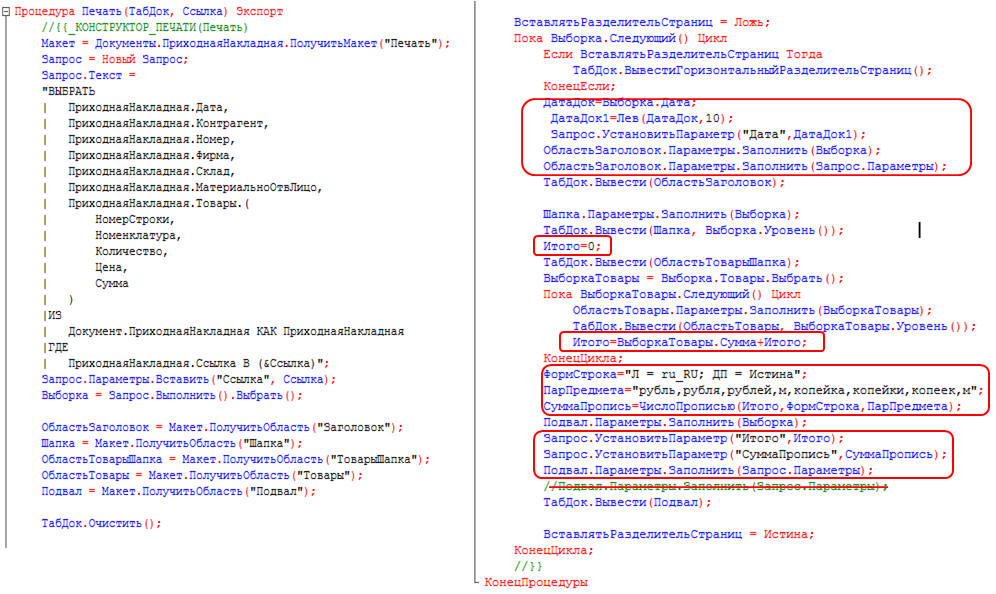 Процедура Печать(ТабДок, Ссылка) Экспорт
//{{_КОНСТРУКТОР_ПЕЧАТИ(Печать)
Макет = Документы.ПриходнаяНакладная.ПолучитьМакет("Печать");
Запрос = Новый Запрос;
Запрос.Текст =
"ВЫБРАТЬ
|   ПриходнаяНакладная.Дата,
|   ПриходнаяНакладная.Контрагент,
|   ПриходнаяНакладная.Номер,
|   ПриходнаяНакладная.Фирма,
|   ПриходнаяНакладная.Склад,
|   ПриходнаяНакладная.МатериальноОтвЛицо,
|   ПриходнаяНакладная.Товары.(
|       НомерСтроки,
|       Номенклатура,
|       Количество,
|       Цена,
|       Сумма
|   )
|ИЗ
|   Документ.ПриходнаяНакладная КАК ПриходнаяНакладная
|ГДЕ
|   ПриходнаяНакладная.Ссылка В (&Ссылка)";
Запрос.Параметры.Вставить("Ссылка", Ссылка);
Выборка = Запрос.Выполнить().Выбрать();
ОбластьЗаголовок = Макет.ПолучитьОбласть("Заголовок");
Шапка = Макет.ПолучитьОбласть("Шапка");
ОбластьТоварыШапка = Макет.ПолучитьОбласть("ТоварыШапка");
ОбластьТовары = Макет.ПолучитьОбласть("Товары");
Подвал = Макет.ПолучитьОбласть("Подвал");
ТабДок.Очистить();
ВставлятьРазделительСтраниц = Ложь;
Пока Выборка.Следующий() Цикл
Если ВставлятьРазделительСтраниц Тогда
ТабДок.ВывестиГоризонтальныйРазделительСтраниц();
КонецЕсли;
ДатаДок=Выборка.Дата;
ДатаДок1=Лев(ДатаДок,10);
Запрос.УстановитьПараметр("Дата",ДатаДок1);
ОбластьЗаголовок.Параметры.Заполнить(Выборка);
ОбластьЗаголовок.Параметры.Заполнить(Запрос.Параметры);
ТабДок.Вывести(ОбластьЗаголовок);
Шапка.Параметры.Заполнить(Выборка);
ТабДок.Вывести(Шапка, Выборка.Уровень());
Итого=0;
ТабДок.Вывести(ОбластьТоварыШапка);
ВыборкаТовары = Выборка.Товары.Выбрать();
Пока ВыборкаТовары.Следующий() Цикл
ОбластьТовары.Параметры.Заполнить(ВыборкаТовары);
ТабДок.Вывести(ОбластьТовары, ВыборкаТовары.Уровень());
Итого=ВыборкаТовары.Сумма+Итого;
КонецЦикла;
ФормСтрока="Л = ru_RU; ДП = Истина";
ПарПредмета="рубль,рубля,рублей,м,копейка,копейки,копеек,м";
СуммаПропись=ЧислоПрописью(Итого,ФормСтрока,ПарПредмета);
Подвал.Параметры.Заполнить(Выборка);
Запрос.УстановитьПараметр("Итого",Итого);
Запрос.УстановитьПараметр("СуммаПропись",СуммаПропись);
Подвал.Параметры.Заполнить(Запрос.Параметры);
//Подвал.Параметры.Заполнить(Запрос.Параметры);
ТабДок.Вывести(Подвал);
ВставлятьРазделительСтраниц = Истина;
КонецЦикла;
//}}
КонецПроцедуры